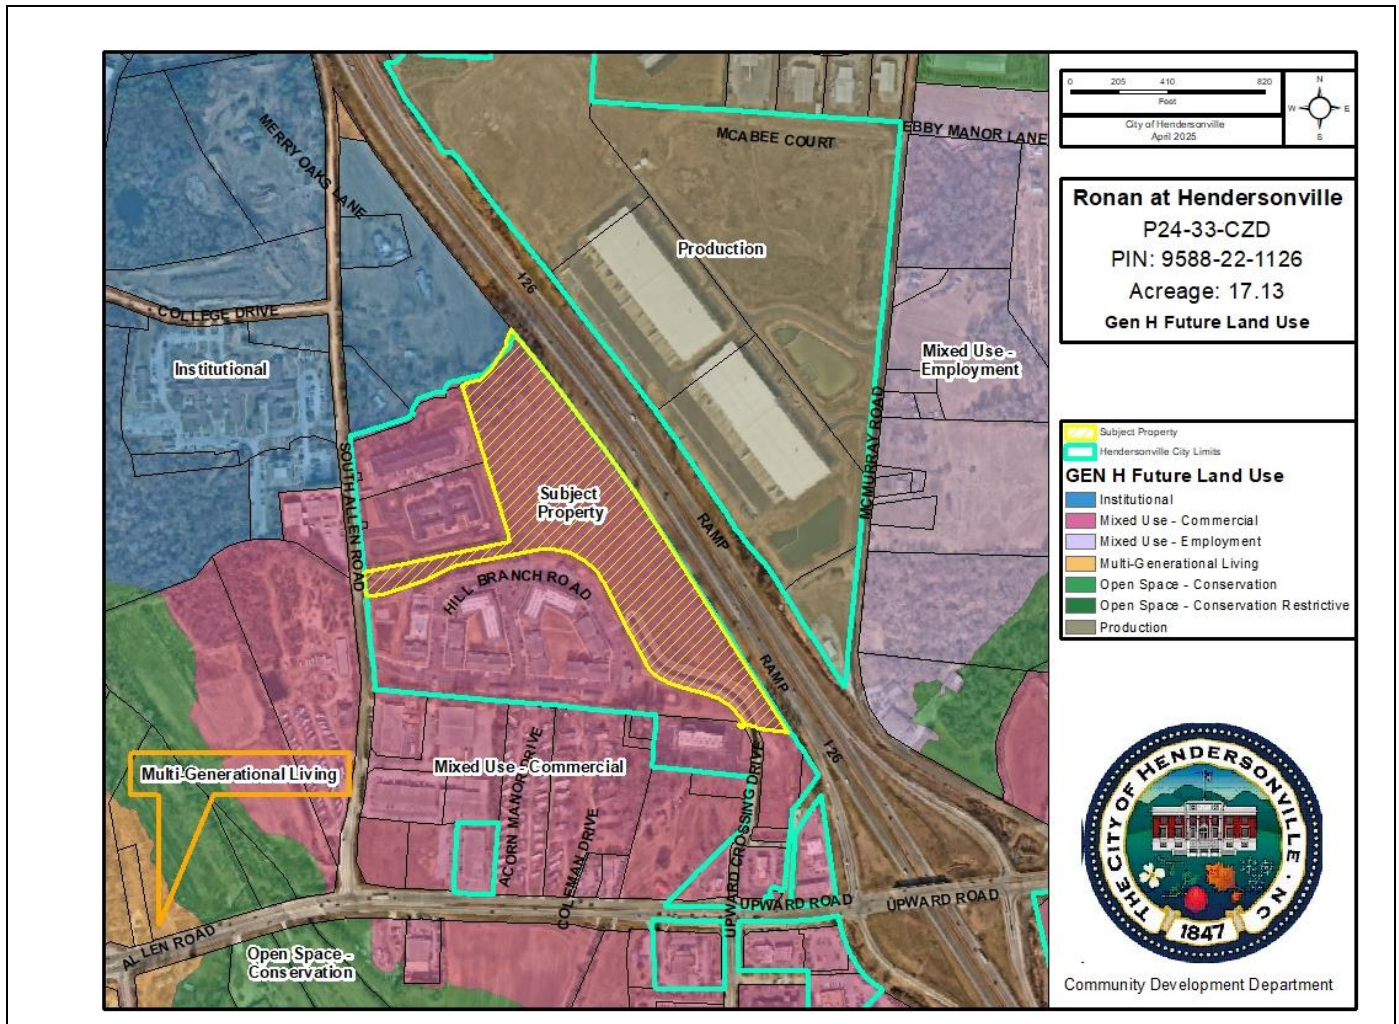 MERRY OAKS LANE
MCABEE COURT
EBBY MANOR LANE
Production
I 26
COLLEGE DRIVE
Institutional
Mixed Use -
Employment
MCMURRAY ROAD
SOUTH ALLEN ROAD
Subject
Property
RAMP
HILL BRANCH ROAD
RAMP
I 26
Multi-Generational Living
Mixed Use - Commercial
ACORN MANOR DRIVE
COLEMAN DRIVE
UPWARD CROSSING DRIVE
UPWARD ROAD
UPWARD ROAD
ALLEN ROAD
Open Space -
Conservation
0 205 410 820
Feet
N
W E
S
City of Hendersonville
April 2025
Ronan at Hendersonville
P24-33-CZD
PIN: 9588-22-1126
Acreage: 17.13
Gen H Future Land Use
Subject Property
Hendersonville City Limits
GEN H Future Land Use
Institutional
Mixed Use - Commercial
Mixed Use - Employment
Multi-Generational Living
Open Space - Conservation
Open Space - Conservation Restrictive
Production
THE CITY OF HENDERSONVILLE · N C
1847
Community Development Department